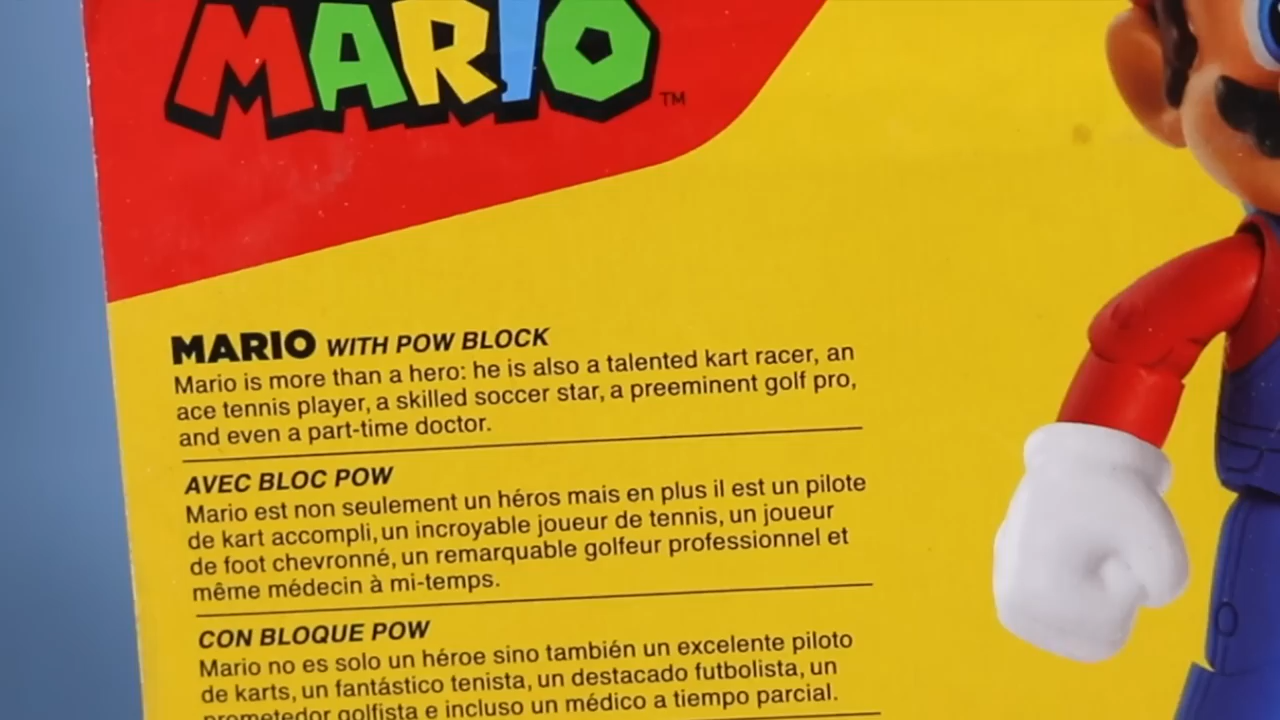 MARIO™
MARIO WITH POW BLOCK
Mario is more than a hero: he is also a talented kart racer, an
ace tennis player, a skilled soccer star, a preeminent golf pro,
and even a part-time doctor.
AVEC BLOC POW
Mario est non seulement un héros mais en plus il est un pilote
de kart accompli, un incroyable joueur de tennis, un joueur
de foot chevronné, un remarquable golfeur professionnel et
même médecin à mi-temps.
CON BLOQUE POW
Mario no es solo un héroe sino también un excelente piloto
de karts, un fantástico tenista, un destacado futbolista, un
prometedor golfista e incluso un médico a tiempo parcial.